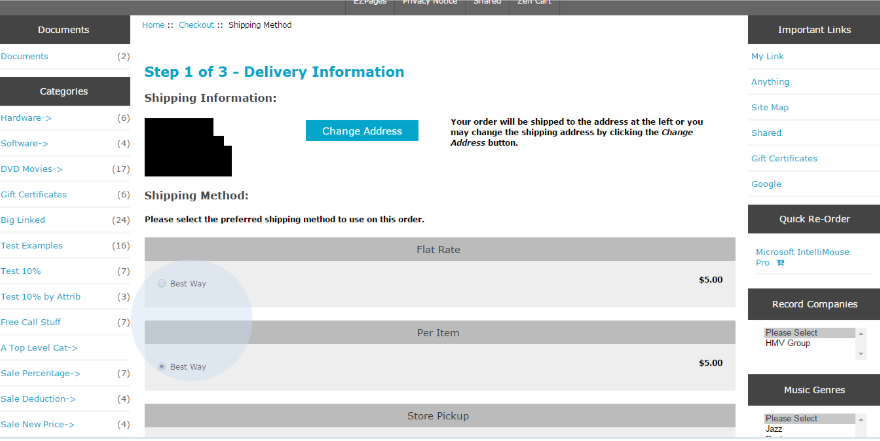 EZPages Privacy Notice Shared Zen Cart
Home :: Checkout :: Shipping Method
Documents
Documents (2)
Categories
Hardware-> (6)
Software-> (4)
DVD Movies-> (17)
Gift Certificates (6)
Big Linked (24)
Test Examples (16)
Test 10% (7)
Test 10% by Attrib (3)
Free Call Stuff (7)
A Top Level Cat->
Sale Percentage-> (7)
Sale Deduction-> (4)
Sale New Price-> (4)
Step 1 of 3 - Delivery Information
Shipping Information:
Change Address
Your order will be shipped to the address at the left or you
may change the shipping address by clicking the Change
Address button.
Shipping Method:
Please select the preferred shipping method to use on this order.
Flat Rate
Best Way $5.00
Per Item
Best Way $5.00
Store Pickup
Important Links
My Link
Anything
Site Map
Shared
Gift Certificates
Google
Quick Re-Order
Microsoft IntelliMouse
Pro
Record Companies
Please Select
HMV Group
Music Genres
Please Select
Jazz